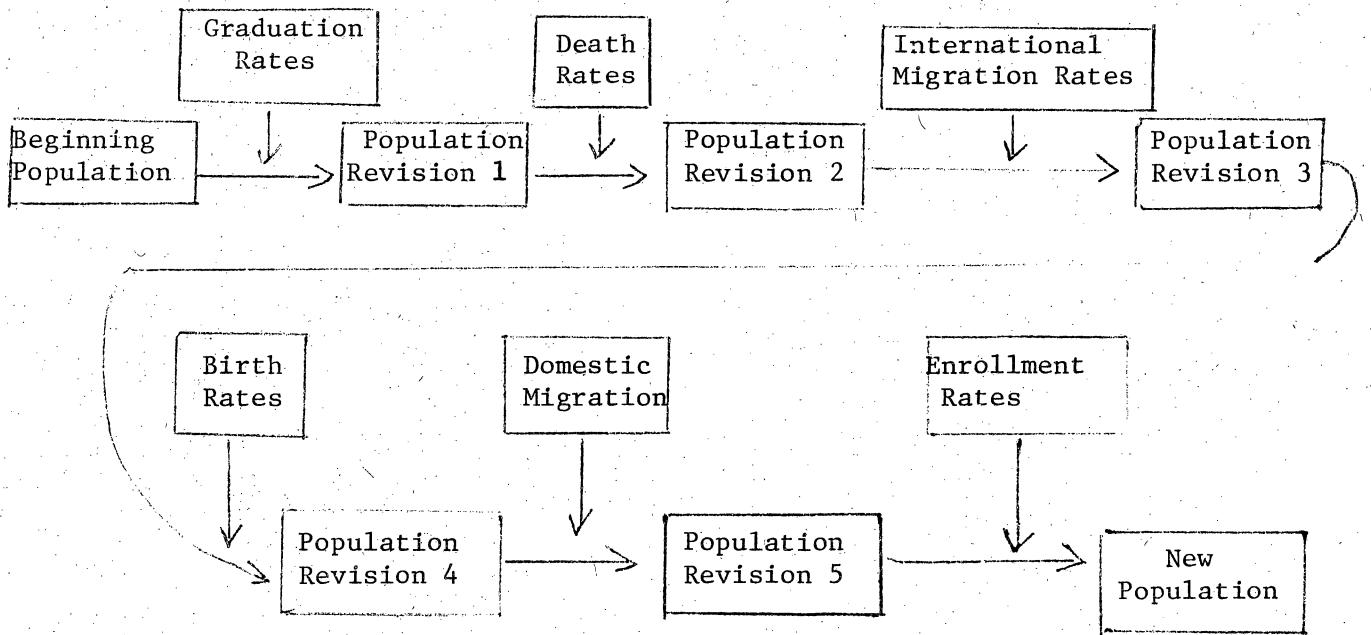 Graduation
Rates
Death
Rates
International
Migration Rates
Beginning
Population
Population
Revision 1
Population
Revision 2
Population
Revision 3
Birth
Rates
Domestic
Migration
Enrollment
Rates
Population
Revision 4
Population
Revision 5
New
Population